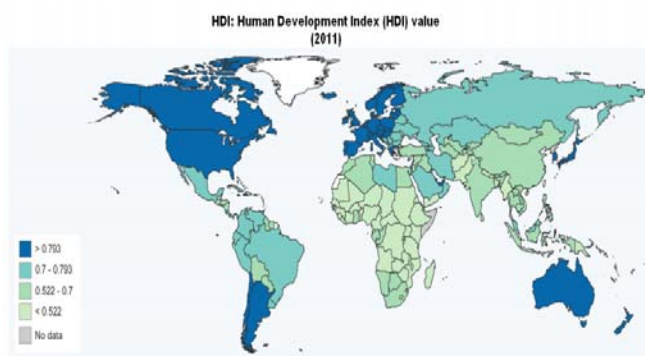 HDI: Human Development Index (HDI) value
(2011)
> 0.793
0.7 - 0.793
0.522 - 0.7
< 0.522
No data